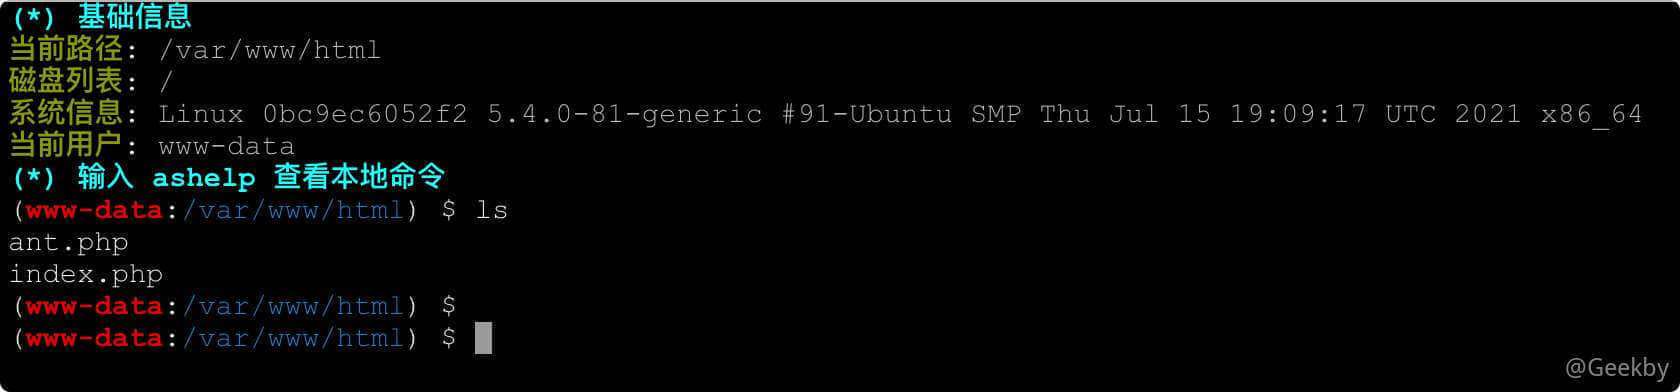 (*) 基础信息
当前路径: /var/www/html
磁盘列表: /
系统信息: Linux 0bc9ec6052f2 5.4.0-81-generic #91-Ubuntu SMP Thu Jul 15 19:09:17 UTC 2021 x86_64
当前用户: www-data
(*) 输入 ashelp 查看本地命令
(www-data:/var/www/html) $ ls
ant.php
index.php
(www-data:/var/www/html) $
(www-data:/var/www/html) $
@Geekby